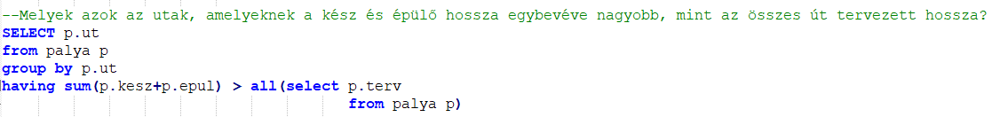 --Melyek azok az utak, amelyeknek a kész és épülő hossza egybevéve nagyobb, mint az összes út tervezett hossza?
SELECT p.ut
from palya p
group by p.ut
having sum(p.kesz+p.epul) > all(select p.terv
from palya p)